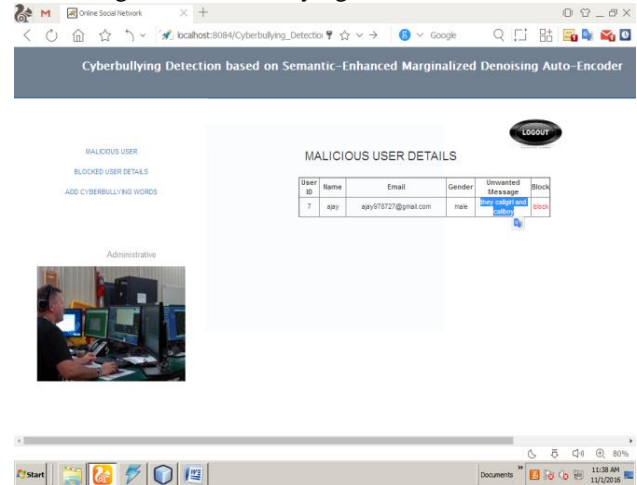 Online Social Network
localhost:8084/Cyberbullying_Detectio
Google
Cyberbullying Detection based on Semantic-Enhanced Marginalized Denoising Auto-Encoder
LOGOUT
MALICIOUS USER
BLOCKED USER DETAILS
ADD CYBERBULLYING WORDS
MALICIOUS USER DETAILS
User ID Name Email Gender Unwanted Message Block
7 ajay ajay978727@gmail.com male they callgirl and callboy block
Administrative
80%
Start
Documents
11:38 AM
11/1/2016